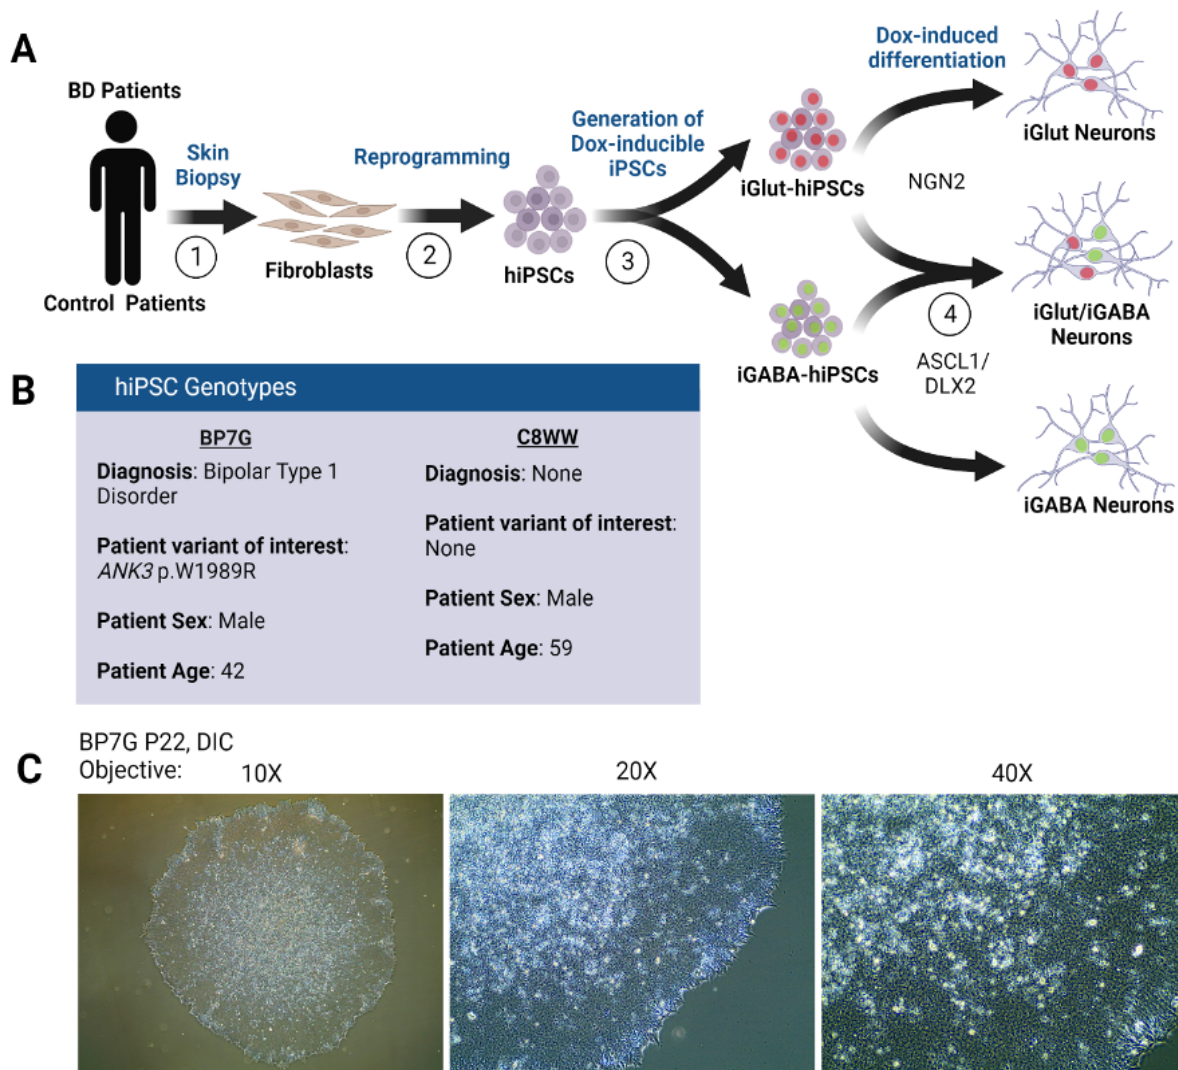 A
BD Patients
Control Patients
Skin
Biopsy
1
Fibroblasts
Reprogramming
2
hiPSCs
Generation of
Dox-inducible
iPSCs
3
iGlut-hiPSCs
iGABA-hiPSCs
Dox-induced
differentiation
NGN2
4
ASCL1/
DLX2
iGlut Neurons
iGlut/iGABA
Neurons
iGABA Neurons
B
hiPSC Genotypes
BP7G
Diagnosis: Bipolar Type 1
Disorder
Patient variant of interest:
ANK3 p.W1989R
Patient Sex: Male
Patient Age: 42
C8WW
Diagnosis: None
Patient variant of interest:
None
Patient Sex: Male
Patient Age: 59
C
BP7G P22, DIC
Objective: 10X 20X 40X